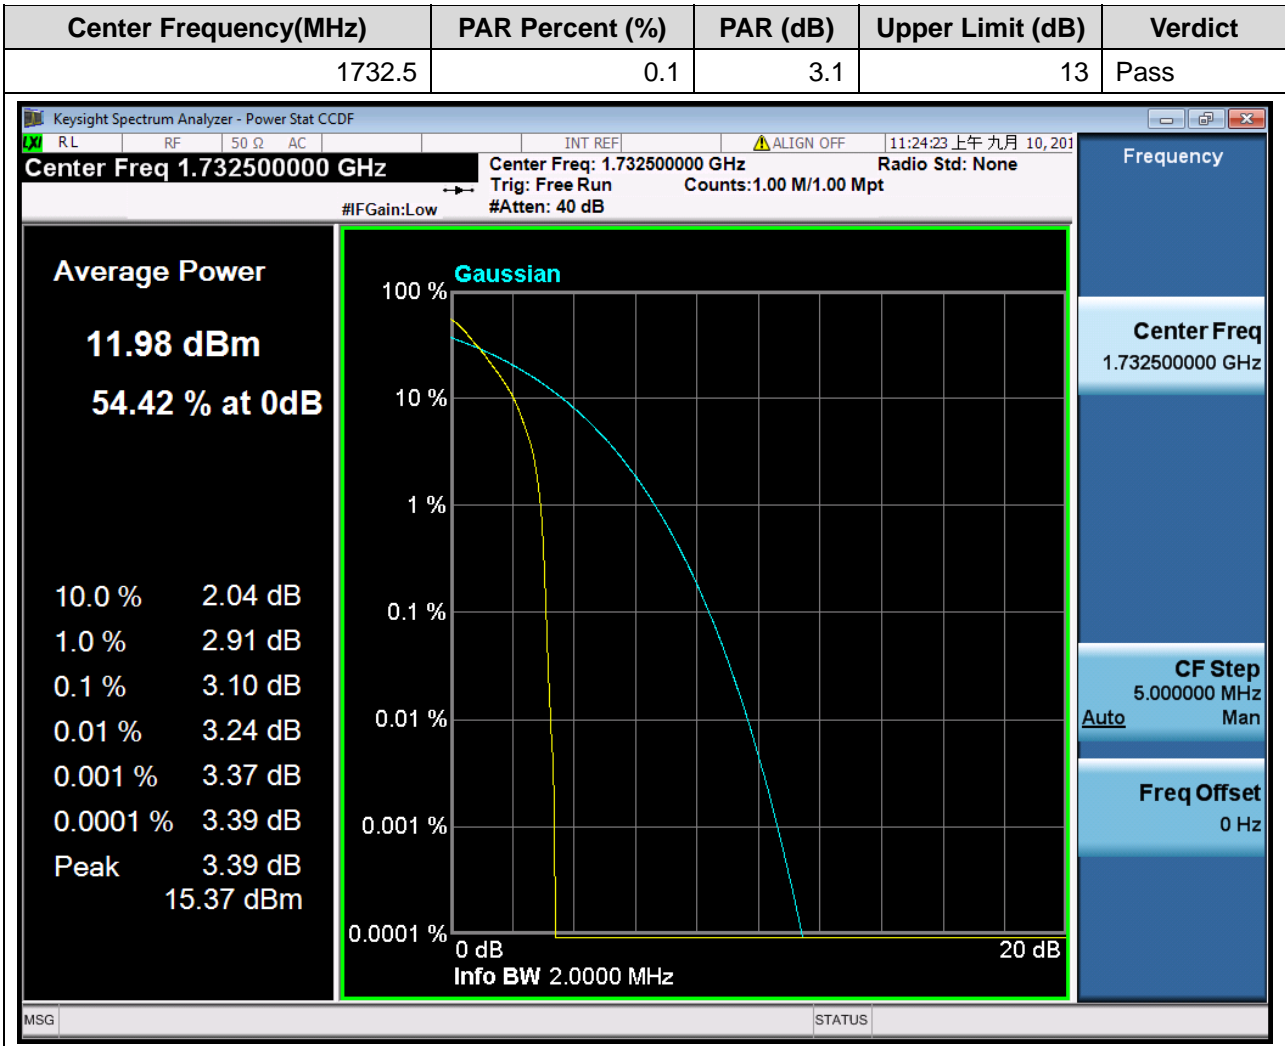 Center Frequency(MHz) PAR Percent (%) PAR (dB) Upper Limit (dB) Verdict
1732.5 0.1 3.1 13 Pass
Keysight Spectrum Analyzer - Power Stat CCDF
LXI RL RF 50 Ω AC INT REF ALIGN OFF 11:24:23 上午 九月 10, 201
Center Freq 1.732500000 GHz
Center Freq: 1.732500000 GHz Radio Std: None
Trig: Free Run Counts:1.00 M/1.00 Mpt
#IFGain:Low #Atten: 40 dB
Average Power
11.98 dBm
54.42 % at 0dB
10.0 % 2.04 dB
1.0 % 2.91 dB
0.1 % 3.10 dB
0.01 % 3.24 dB
0.001 % 3.37 dB
0.0001 % 3.39 dB
Peak 3.39 dB
15.37 dBm
Gaussian
100 %
10 %
1 %
0.1 %
0.01 %
0.001 %
0.0001 %
0 dB 20 dB
Info BW 2.0000 MHz
Frequency
Center Freq
1.732500000 GHz
CF Step
5.000000 MHz
Auto Man
Freq Offset
0 Hz
MSG STATUS